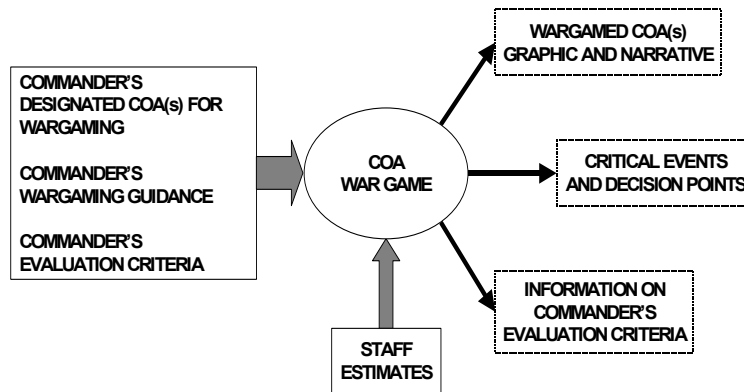 COMMANDER'S
DESIGNATED COA(s) FOR
WARGAMING
COMMANDER'S
WARGAMING GUIDANCE
COMMANDER'S
EVALUATION CRITERIA
COA
WAR GAME
STAFF
ESTIMATES
WARGAMED COA(s)
GRAPHIC AND NARRATIVE
CRITICAL EVENTS
AND DECISION POINTS
INFORMATION ON
COMMANDER'S
EVALUATION CRITERIA